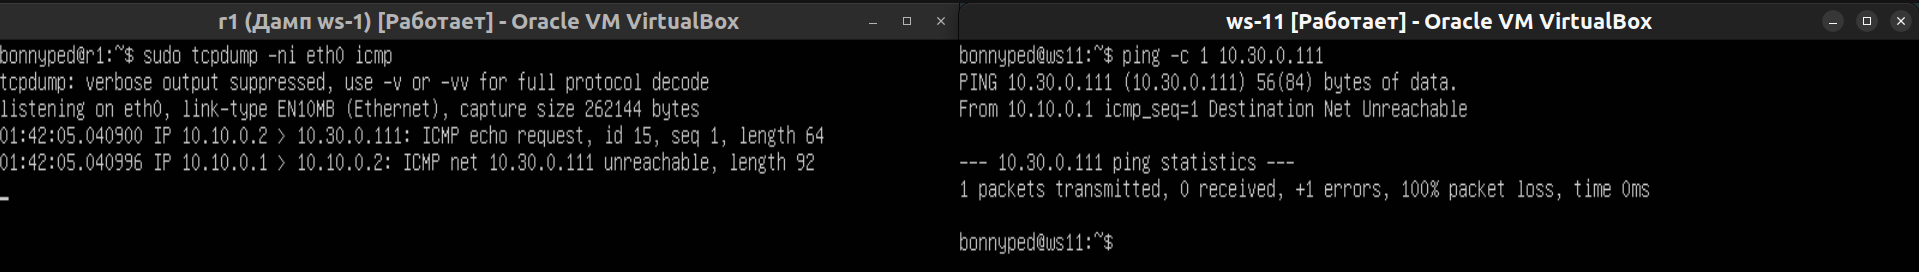 r1 (Дамп ws-1) [Работает] - Oracle VM VirtualBox
bonnyped@r1:~$ sudo tcpdump -ni eth0 icmp
tcpdump: verbose output suppressed, use -v or -vv for full protocol decode
listening on eth0, link-type EN10MB (Ethernet), capture size 262144 bytes
01:42:05.040900 IP 10.10.0.2 > 10.30.0.111: ICMP echo request, id 15, seq 1, length 64
01:42:05.040996 IP 10.10.0.1 > 10.10.0.2: ICMP net 10.30.0.111 unreachable, length 92
ws-11 [Работает] - Oracle VM VirtualBox
bonnyped@ws11:~$ ping -c 1 10.30.0.111
PING 10.30.0.111 (10.30.0.111) 56(84) bytes of data.
From 10.10.0.1 icmp_seq=1 Destination Net Unreachable
--- 10.30.0.111 ping statistics ---
1 packets transmitted, 0 received, +1 errors, 100% packet loss, time 0ms
bonnyped@ws11:~$